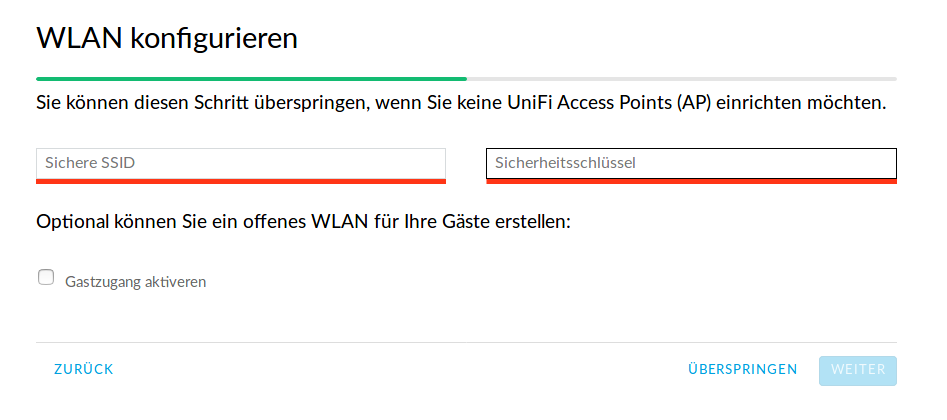 WLAN konfigurieren
Sie können diesen Schritt überspringen, wenn Sie keine UniFi Access Points (AP) einrichten möchten.
Sichere SSID
Sicherheitsschlüssel
Optional können Sie ein offenes WLAN für Ihre Gäste erstellen:
Gastzugang aktiveren
ZURÜCK
ÜBERSPRINGEN
WEITER